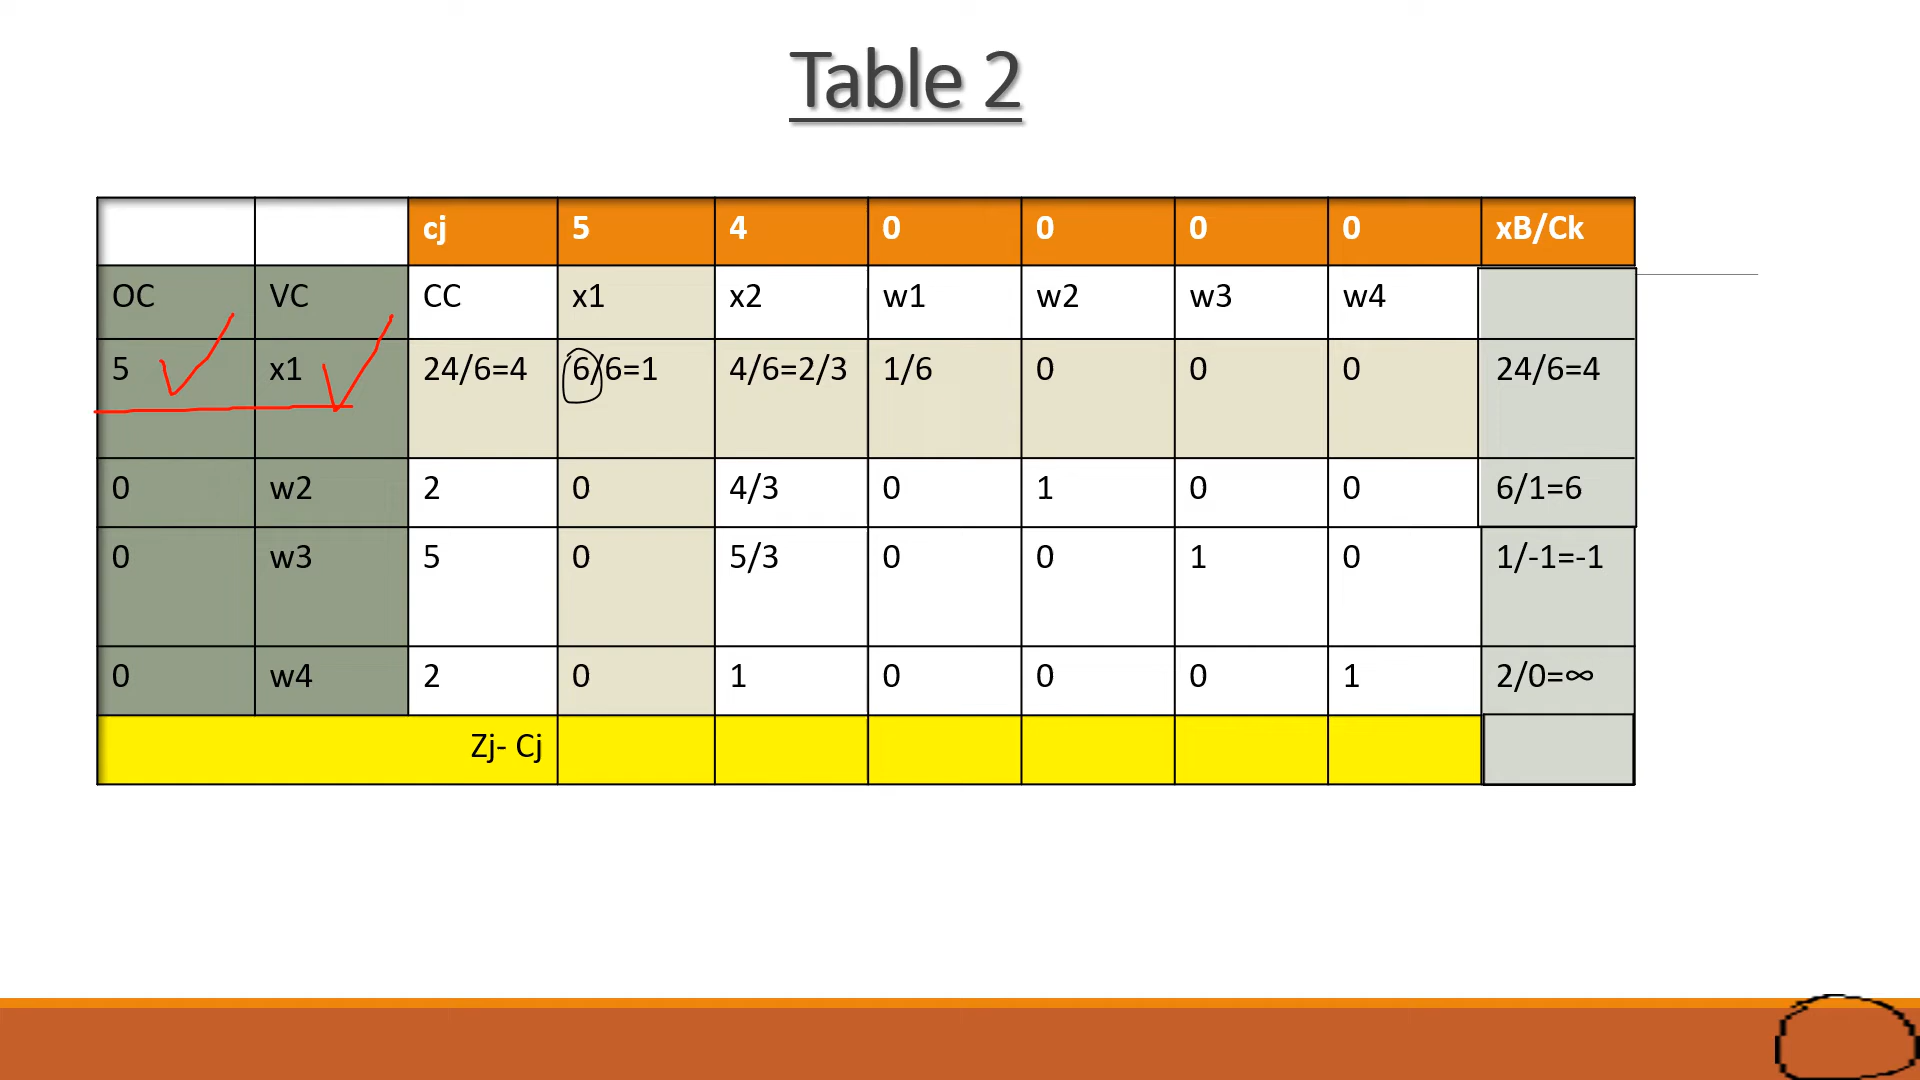 Table 2
cj 5 4 0 0 0 0 xB/Ck
OC VC CC x1 x2 w1 w2 w3 w4
5 x1 24/6=4 6/6=1 4/6=2/3 1/6 0 0 0 24/6=4
0 w2 2 0 4/3 0 1 0 0 6/1=6
0 w3 5 0 5/3 0 0 1 0 1/-1=-1
0 w4 2 0 1 0 0 0 1 2/0=∞
Zj- Cj